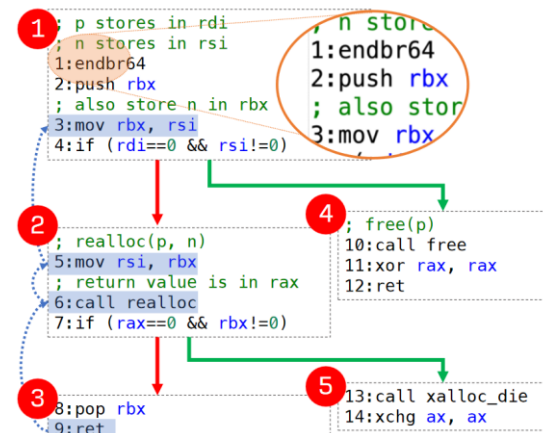 1
; p stores in rdi
; n stores in rsi
1:endbr64
2:push rbx
; also store n in rbx
3:mov rbx, rsi
4:if (rdi==0 && rsi!=0)
; n store
1:endbr64
2:push rbx
; also stor
3:mov rbx
2
; realloc(p, n)
5:mov rsi, rbx
; return value is in rax
6:call realloc
7:if (rax==0 && rbx!=0)
4
; free(p)
10:call free
11:xor rax, rax
12:ret
3
8:pop rbx
9:ret
5
13:call xalloc_die
14:xchg ax, ax